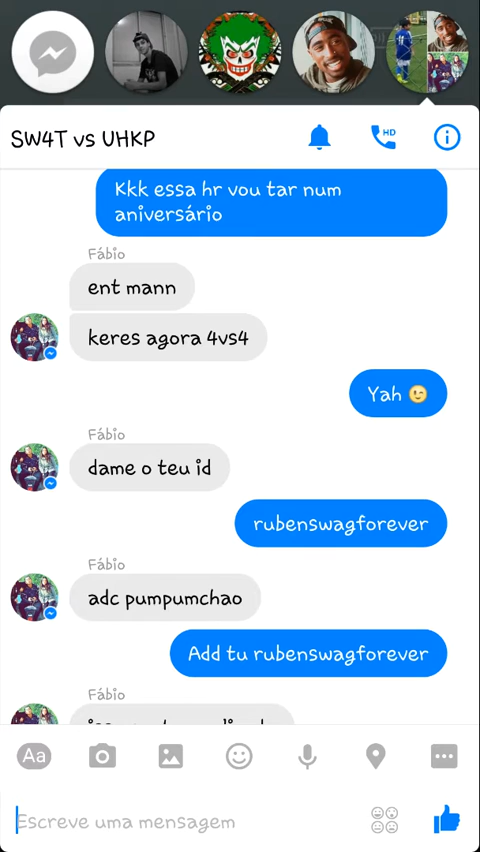 SW4T vs UHKP
HD
Kkk essa hr vou tar num
aniversário
Fábio
ent mann
keres agora 4vs4
Yah 😉
Fábio
dame o teu id
rubenswagforever
Fábio
adc pumpumchao
Add tu rubenswagforever
Fábio
Aa
Escreve uma mensagem